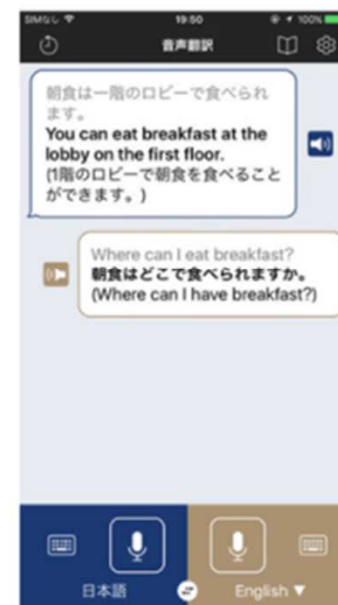 SIMなし 19:50 100%
音声翻訳
朝食は一階のロビーで食べられ
ます。
You can eat breakfast at the
lobby on the first floor.
(1階のロビーで朝食を食べること
ができます。)
Where can I eat breakfast?
朝食はどこで食べられますか。
(Where can I have breakfast?)
日本語 English ▼